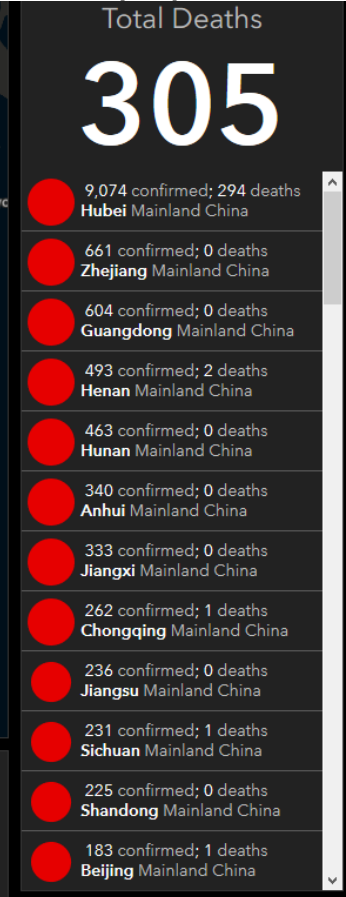 Total Deaths
305
9,074 confirmed; 294 deaths
Hubei Mainland China
661 confirmed; 0 deaths
Zhejiang Mainland China
604 confirmed; 0 deaths
Guangdong Mainland China
493 confirmed; 2 deaths
Henan Mainland China
463 confirmed; 0 deaths
Hunan Mainland China
340 confirmed; 0 deaths
Anhui Mainland China
333 confirmed; 0 deaths
Jiangxi Mainland China
262 confirmed; 1 deaths
Chongqing Mainland China
236 confirmed; 0 deaths
Jiangsu Mainland China
231 confirmed; 1 deaths
Sichuan Mainland China
225 confirmed; 0 deaths
Shandong Mainland China
183 confirmed; 1 deaths
Beijing Mainland China